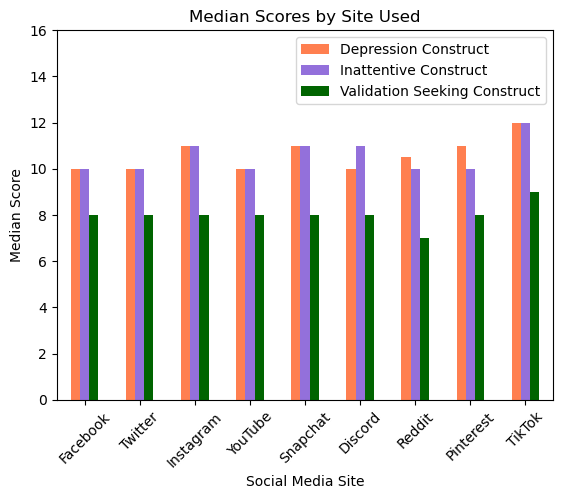 Median Scores by Site Used
Depression Construct
Inattentive Construct
Validation Seeking Construct
Median Score
16
14
12
10
8
6
4
2
0
Facebook
Twitter
Instagram
YouTube
Snapchat
Discord
Reddit
Pinterest
TikTok
Social Media Site